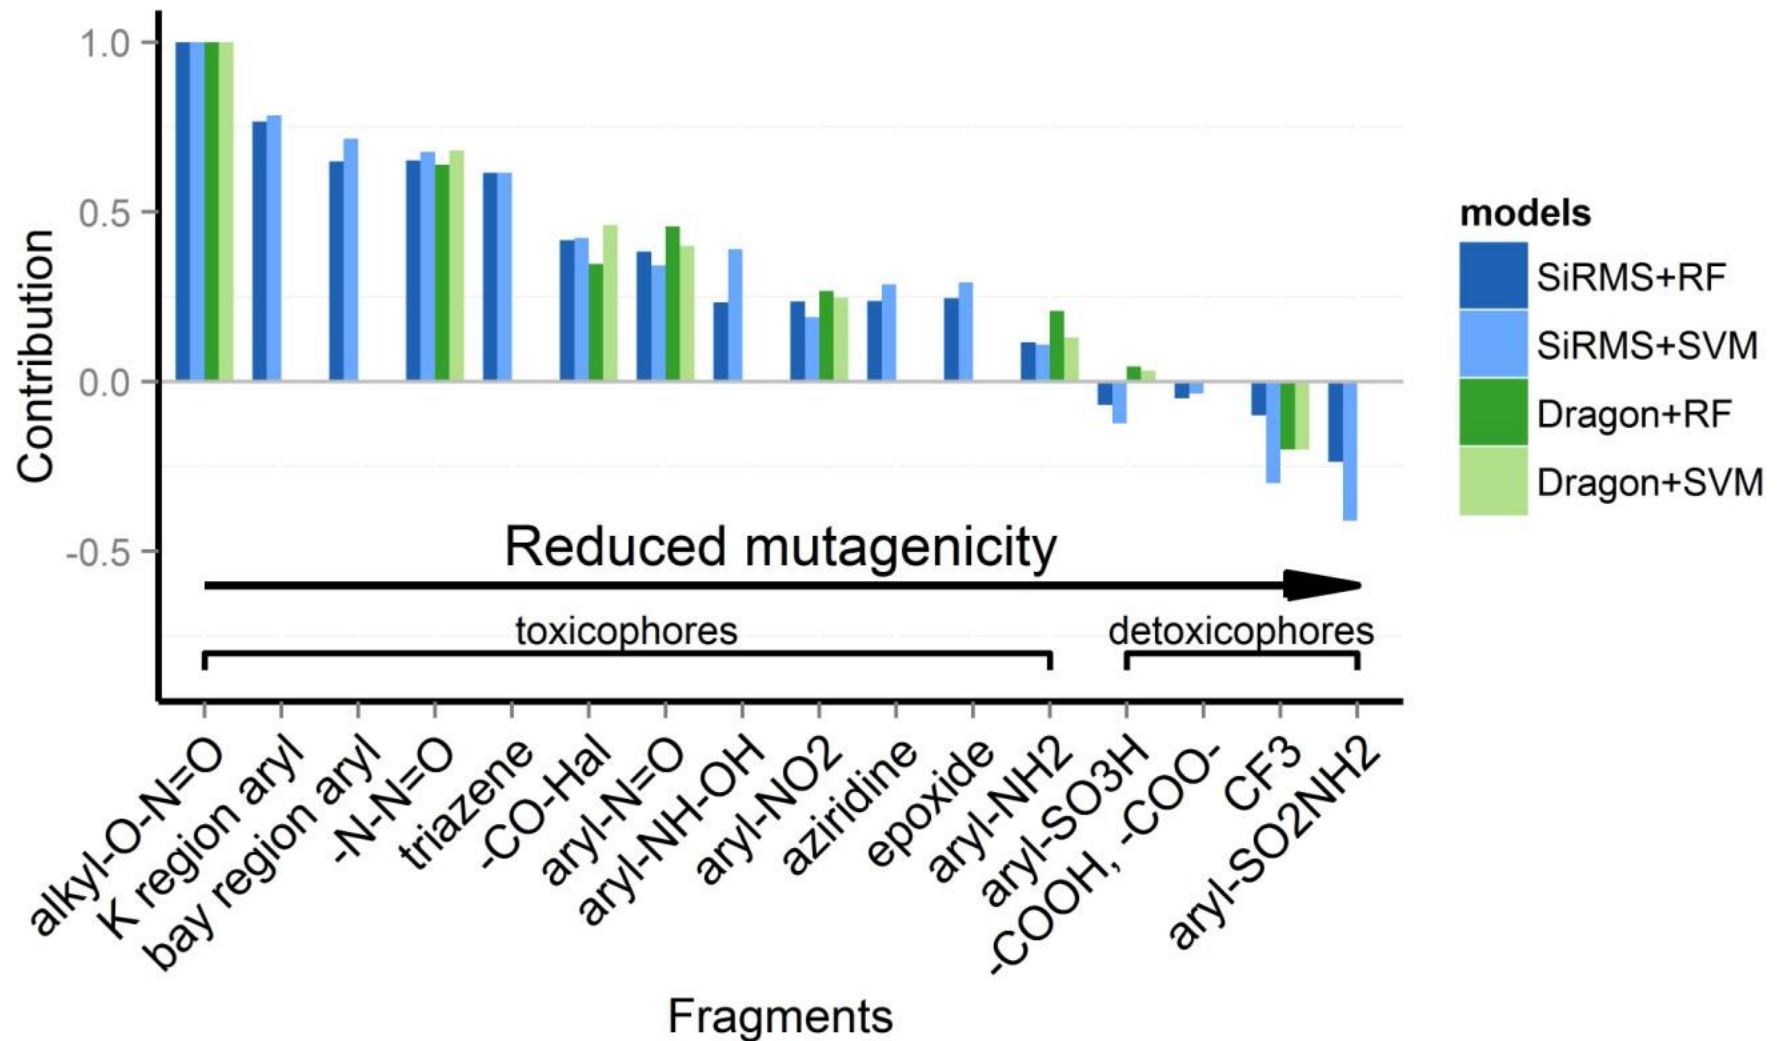 1.0
0.5
0.0
-0.5
Contribution
Reduced mutagenicity
toxicophores
detoxicophores
alkyl-O-N=O
K region aryl
bay region aryl
-N-N=O
triazene
-CO-Hal
aryl-N=O
aryl-NH-OH
aryl-NO2
aziridine
epoxide
aryl-NH2
aryl-SO3H
-COOH, -COO-
CF3
aryl-SO2NH2
Fragments
models
SiRMS+RF
SiRMS+SVM
Dragon+RF
Dragon+SVM